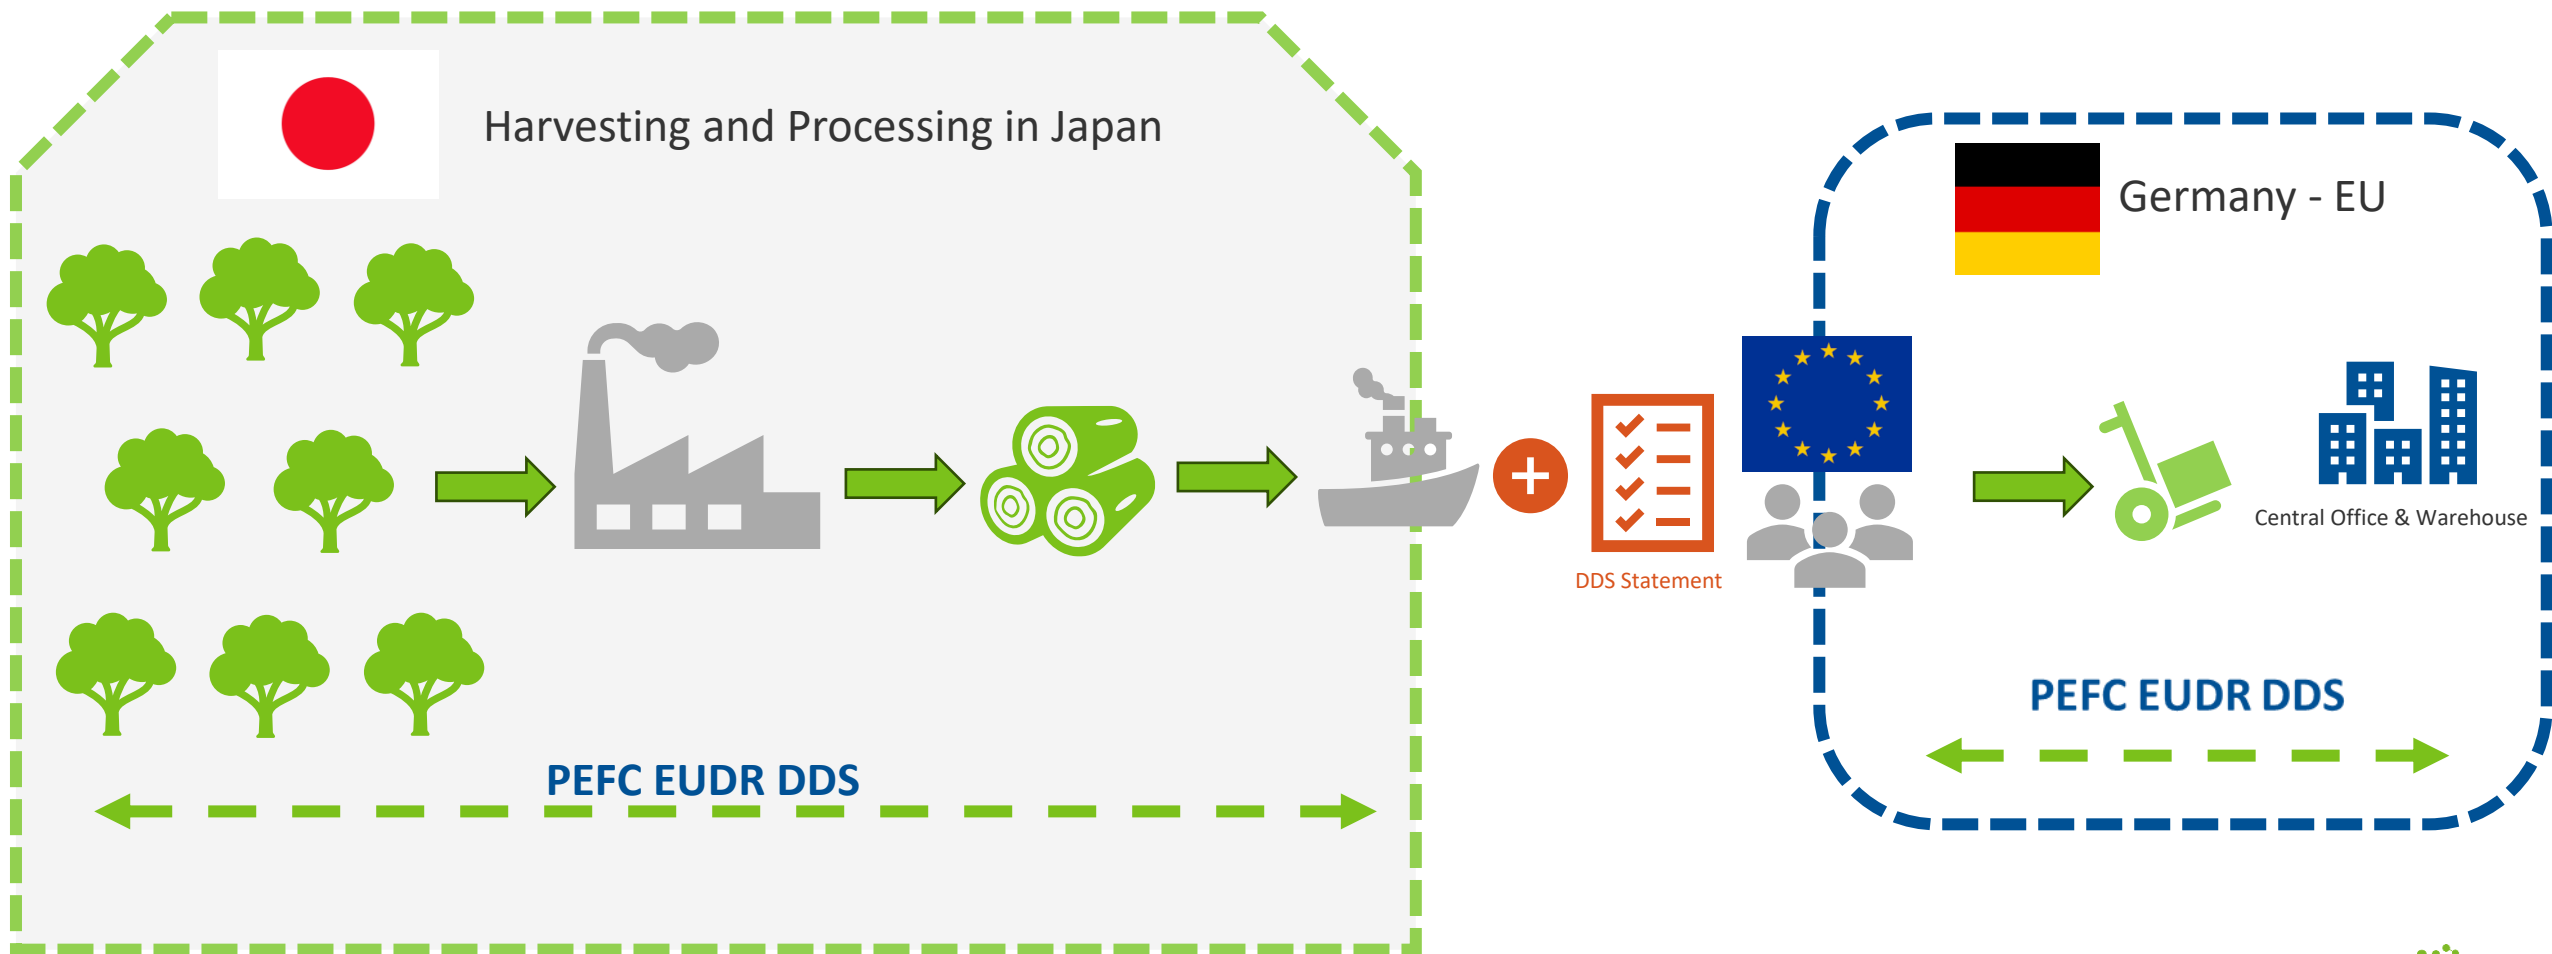 Harvesting and Processing in Japan
Germany - EU
Central Office & Warehouse
DDS Statement
PEFC EUDR DDS
PEFC EUDR DDS